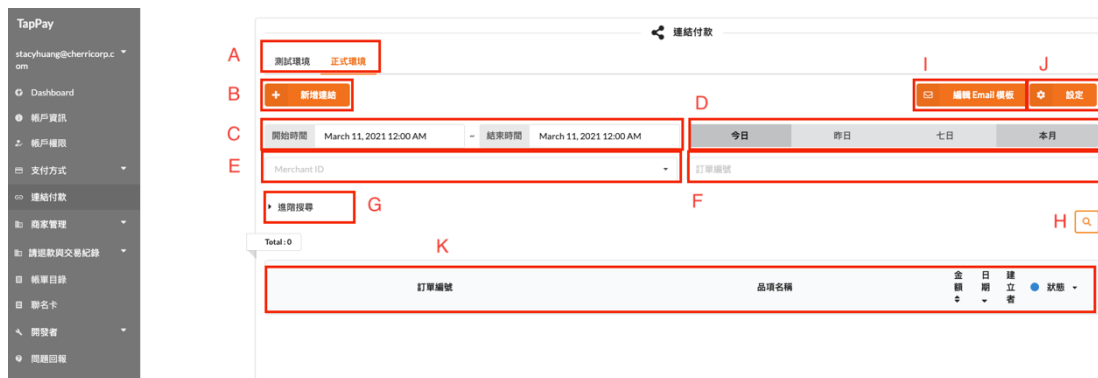 TapPay
stacyhuang@cherricorp.c
om
Dashboard
帳戶資訊
帳戶權限
支付方式
連結付款
商家管理
請退款與交易紀錄
帳單目錄
聯名卡
開發者
問題回報
連結付款
A
測試環境 正式環境
I J
B
新增連結
編輯 Email 模板 設定
D
C
開始時間 March 11, 2021 12:00 AM ~ 結束時間 March 11, 2021 12:00 AM
今日 昨日 七日 本月
E
Merchant ID
訂單編號
F
進階搜尋
G
H
Total : 0
K
訂單編號 品項名稱 金額 日期 建立者 狀態